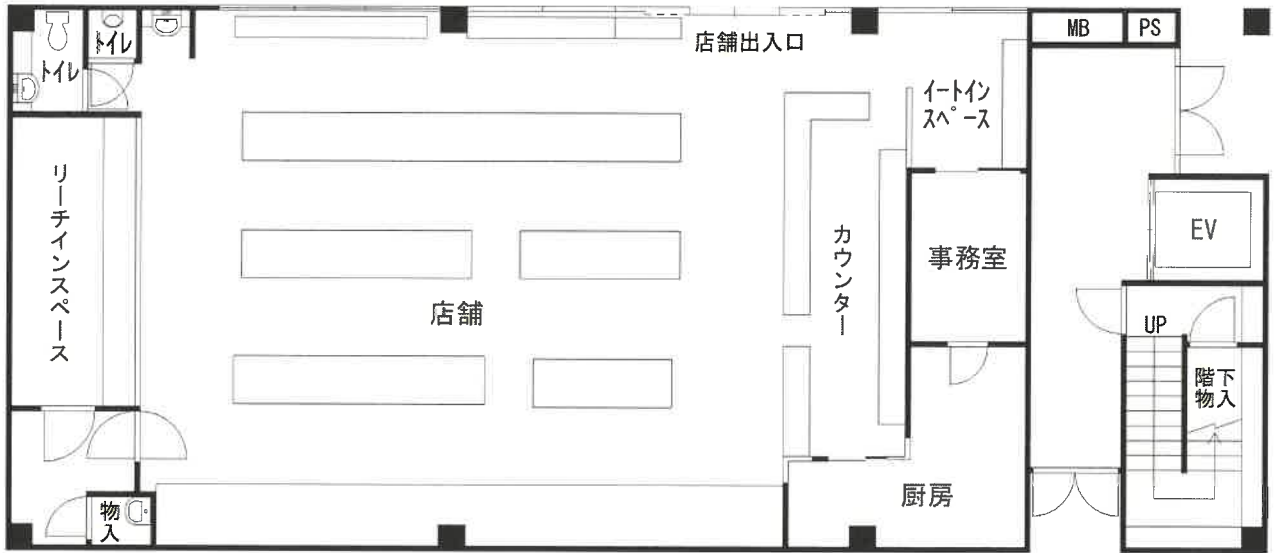 MB
PS
トイレ
トイレ
店舗出入口
イートイン
スペース
リーチインスペース
EV
カウンター
事務室
店舗
UP
階下
物入
厨房
物入